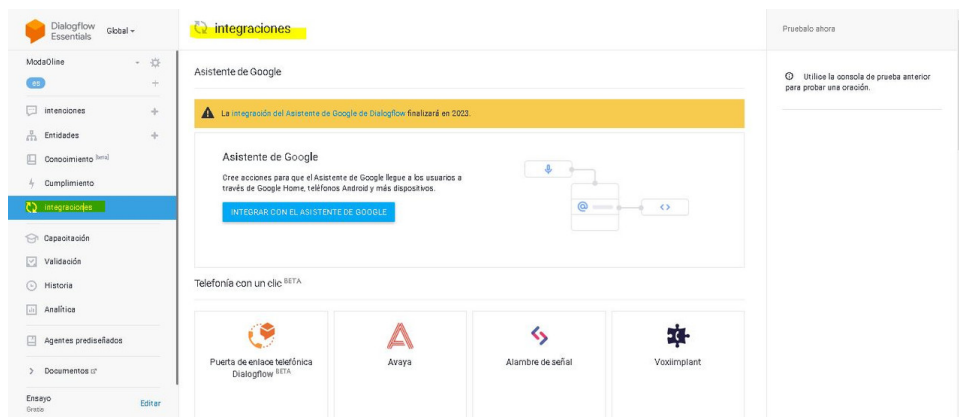 Dialogflow
Essentials
Global
integraciones
Pruebalo ahora
ModaOline
es
intenciones
Entidades
Conocimiento [beta]
Cumplimiento
integraciones
Capacitación
Validación
Historia
Analítica
Agentes prediseñados
Documentos
Ensayo
Gratis
Editar
Asistente de Google
La integración del Asistente de Google de Dialogflow finalizará en 2023.
Asistente de Google
Cree acciones para que el Asistente de Google llegue a los usuarios a
través de Google Home, teléfonos Android y más dispositivos.
INTEGRAR CON EL ASISTENTE DE GOOGLE
Telefonía con un clic BETA
Puerta de enlace telefónica
Dialogflow BETA
Avaya
Alambre de señal
Voximplant
Utilice la consola de prueba anterior
para probar una oración.